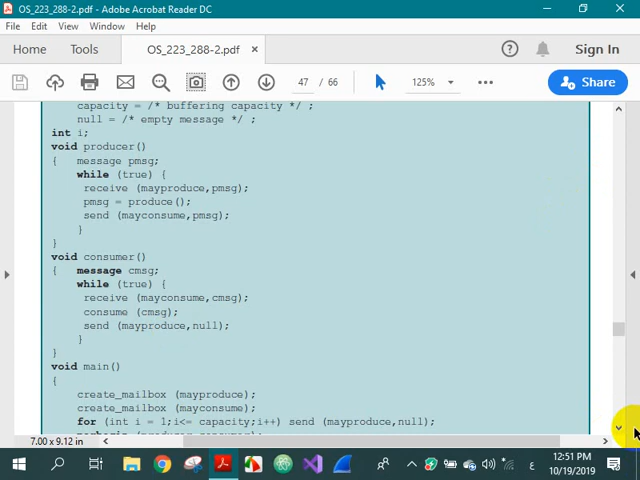 OS_223_288-2.pdf - Adobe Acrobat Reader DC
File Edit View Window Help
Home Tools OS_223_288-2.pdf × ? Sign In
47 / 66 125% Share
capacity = /* buffering capacity */ ;
null = /* empty message */ ;
int i;
void producer()
{ message pmsg;
while (true) {
receive (mayproduce,pmsg);
pmsg = produce();
send (mayconsume,pmsg);
}
}
void consumer()
{ message cmsg;
while (true) {
receive (mayconsume,cmsg);
consume (cmsg);
send (mayproduce,null);
}
}
void main()
{
create_mailbox (mayproduce);
create_mailbox (mayconsume);
for (int i = 1;i<= capacity;i++) send (mayproduce,null);
7.00 x 9.12 in
12:51 PM
ع
10/19/2019